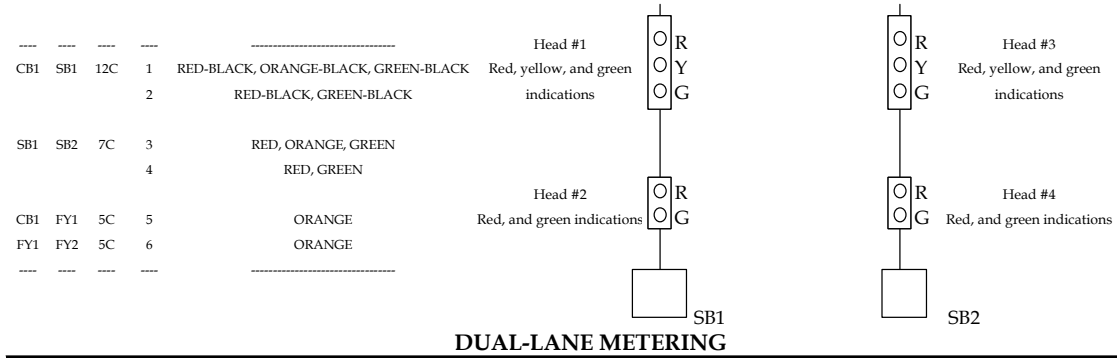 ---- ---- ---- ---- --------------------------------
CB1 SB1 12C 1 RED-BLACK, ORANGE-BLACK, GREEN-BLACK
2 RED-BLACK, GREEN-BLACK
SB1 SB2 7C 3 RED, ORANGE, GREEN
4 RED, GREEN
CB1 FY1 5C 5 ORANGE
FY1 FY2 5C 6 ORANGE
---- ---- ---- ---- --------------------------------
Head #1
Red, yellow, and green
indications
R
Y
G
Head #2
Red, and green indications
R
G
SB1
R
Y
G
Head #3
Red, yellow, and green
indications
R
G
Head #4
Red, and green indications
SB2
DUAL-LANE METERING